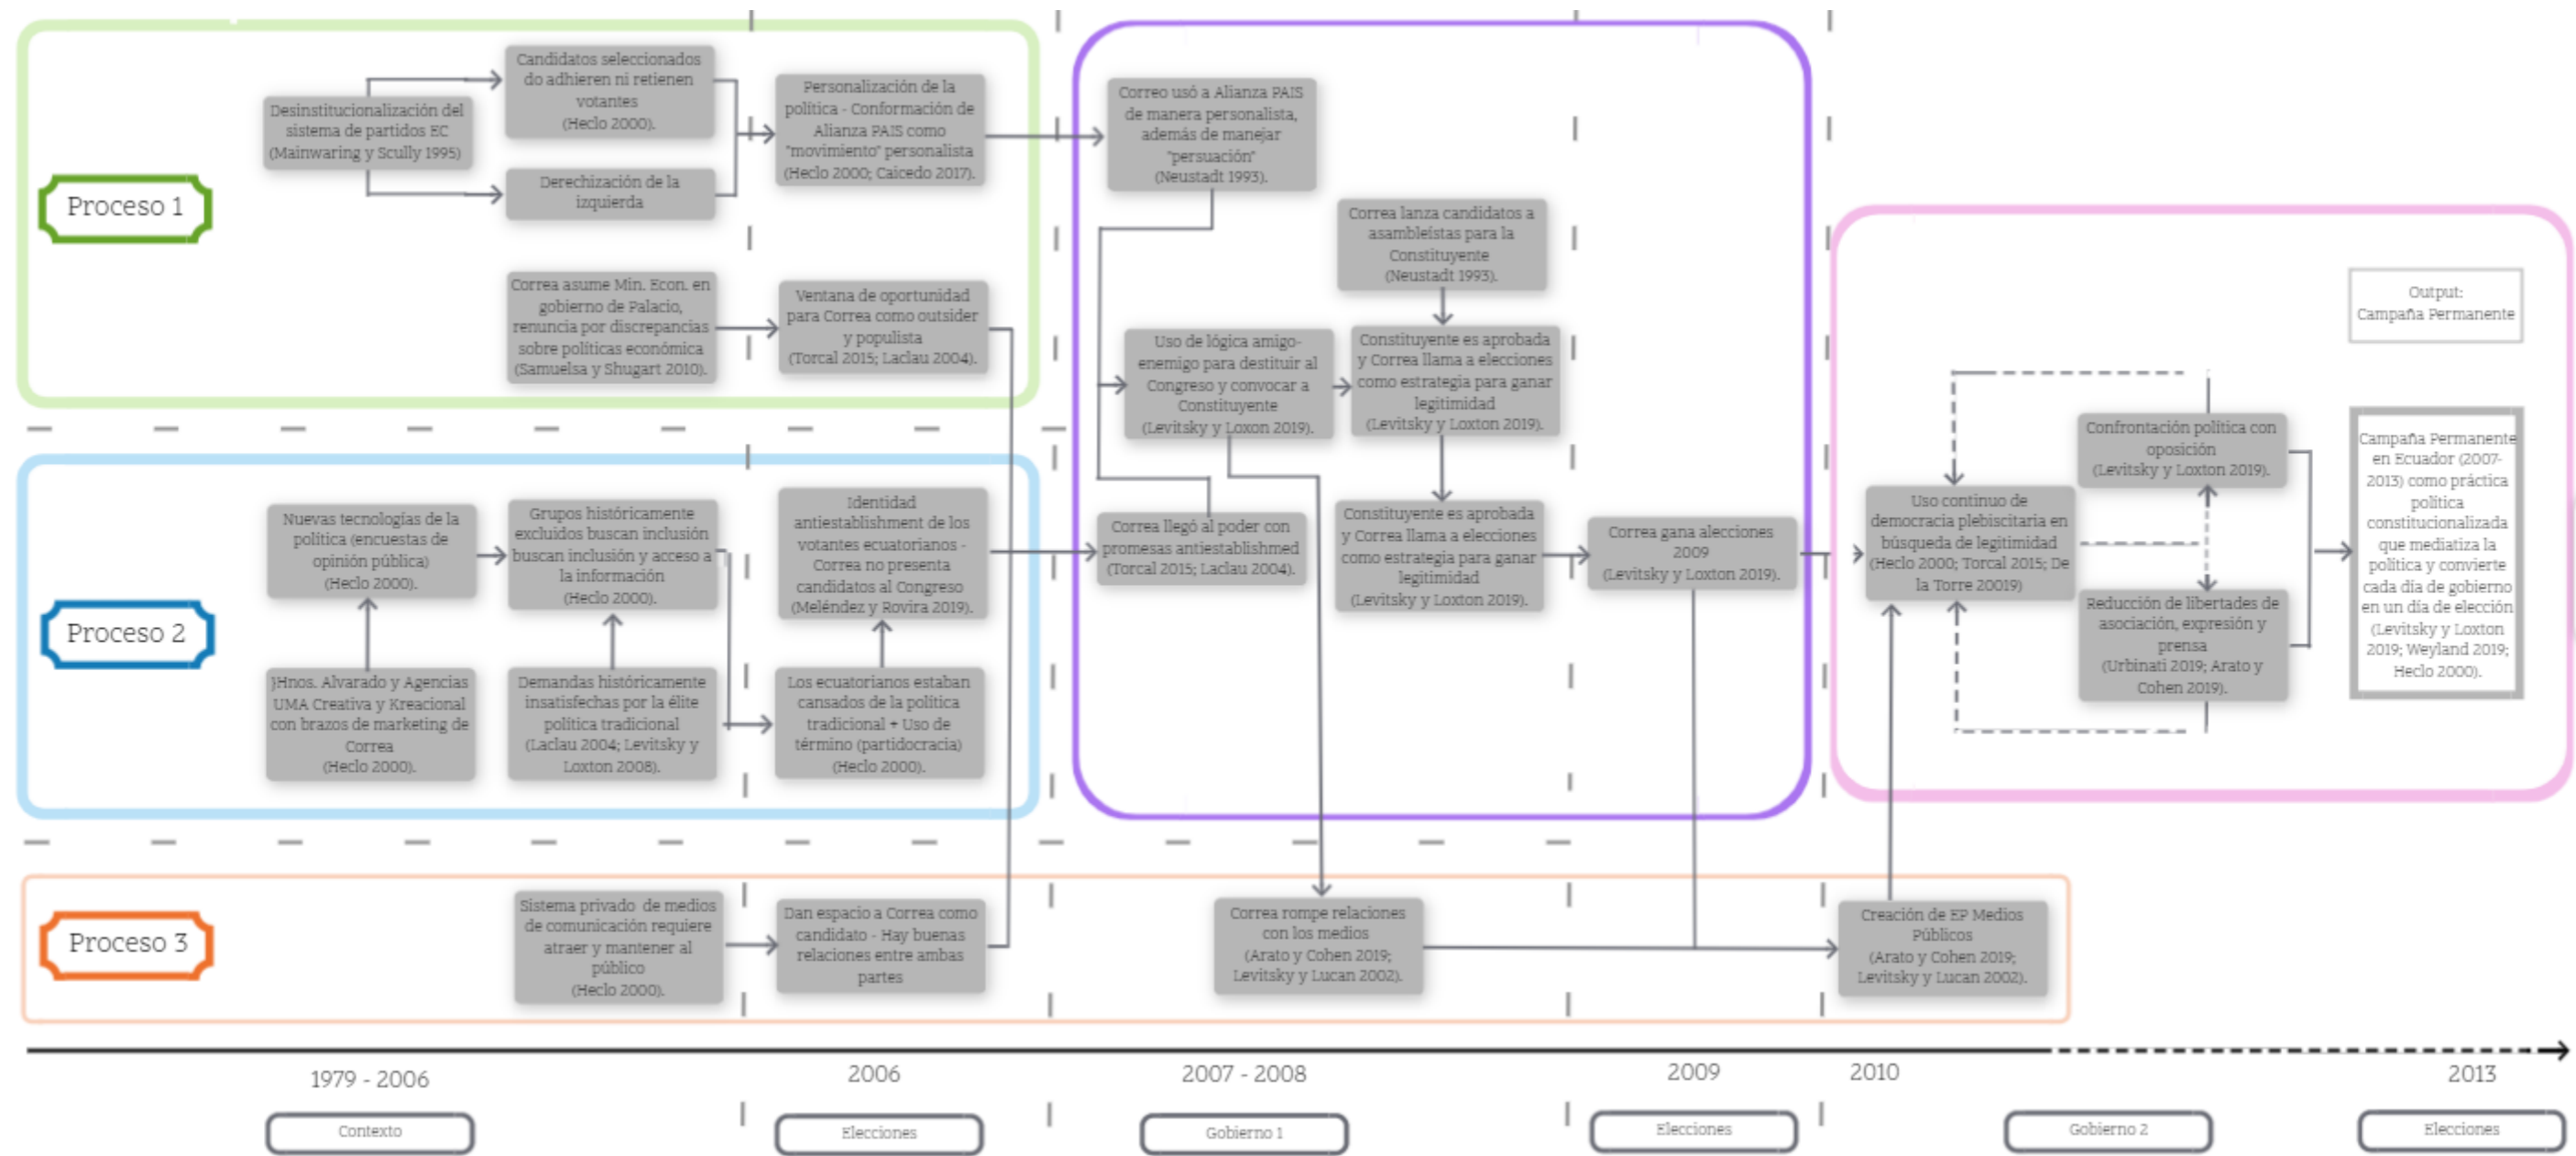 Proceso 1
Desinstitucionalización del
sistema de partidos EC
(Mainwaring y Scully 1995)
Candidatos seleccionados
do adhieren ni retienen
votantes
(Heclo 2000).
Derechización de la
izquierda
Personalización de la
política - Conformación de
Alianza PAIS como
"movimiento" personalista
(Heclo 2000; Caicedo 2017).
Correa asume Min. Econ. en
gobierno de Palacio,
renuncia por discrepancias
sobre políticas económica
(Samuelsa y Shugart 2010).
Ventana de oportunidad
para Correa como outsider
y populista
(Torcal 2015; Laclau 2004).
Correo usó a Alianza PAIS
de manera personalista,
además de manejar
"persuación"
(Neustadt 1993).
Correa lanza candidatos a
asambleístas para la
Constituyente
(Neustadt 1993).
Uso de lógica amigo-
enemigo para destituir al
Congreso y convocar a
Constituyente
(Levitsky y Loxon 2019).
Constituyente es aprobada
y Correa llama a elecciones
como estrategia para ganar
legitimidad
(Levitsky y Loxton 2019).
Proceso 2
Nuevas tecnologías de la
política (encuestas de
opinión pública)
(Heclo 2000).
Grupos históricamente
excluidos buscan inclusión
buscan inclusión y acceso a
la información
(Heclo 2000).
Identidad
antiestablishment de los
votantes ecuatorianos -
Correa no presenta
candidatos al Congreso
(Meléndez y Rovira 2019).
}Hnos. Alvarado y Agencias
UMA Creativa y Kreacional
con brazos de marketing de
Correa
(Heclo 2000).
Demandas históricamente
insatisfechas por la élite
política tradicional
(Laclau 2004; Levitsky y
Loxton 2008).
Los ecuatorianos estaban
cansados de la política
tradicional + Uso de
término (partidocracia)
(Heclo 2000).
Correa llegó al poder con
promesas antiestablishmed
(Torcal 2015; Laclau 2004).
Constituyente es aprobada
y Correa llama a elecciones
como estrategia para ganar
legitimidad
(Levitsky y Loxton 2019).
Correa gana alecciones
2009
(Levitsky y Loxton 2019).
Uso continuo de
democracia plebiscitaria en
búsqueda de legitimidad
(Heclo 2000; Torcal 2015; De
la Torre 20019)
Confrontación política con
oposición
(Levitsky y Loxton 2019).
Reducción de libertades de
asociación, expresión y
prensa
(Urbinati 2019; Arato y
Cohen 2019).
Output:
Campaña Permanente
Campaña Permanente
en Ecuador (2007-
2013) como práctica
política
constitucionalizada
que mediatiza la
política y convierte
cada día de gobierno
en un día de elección
(Levitsky y Loxton
2019; Weyland 2019;
Heclo 2000).
Proceso 3
Sistema privado de medios
de comunicación requiere
atraer y mantener al
público
(Heclo 2000).
Dan espacio a Correa como
candidato - Hay buenas
relaciones entre ambas
partes
Correa rompe relaciones
con los medios
(Arato y Cohen 2019;
Levitsky y Lucan 2002).
Creación de EP Medios
Públicos
(Arato y Cohen 2019;
Levitsky y Lucan 2002).
1979 - 2006
2006
2007 - 2008
2009
2010
2013
Contexto
Elecciones
Gobierno 1
Elecciones
Gobierno 2
Elecciones